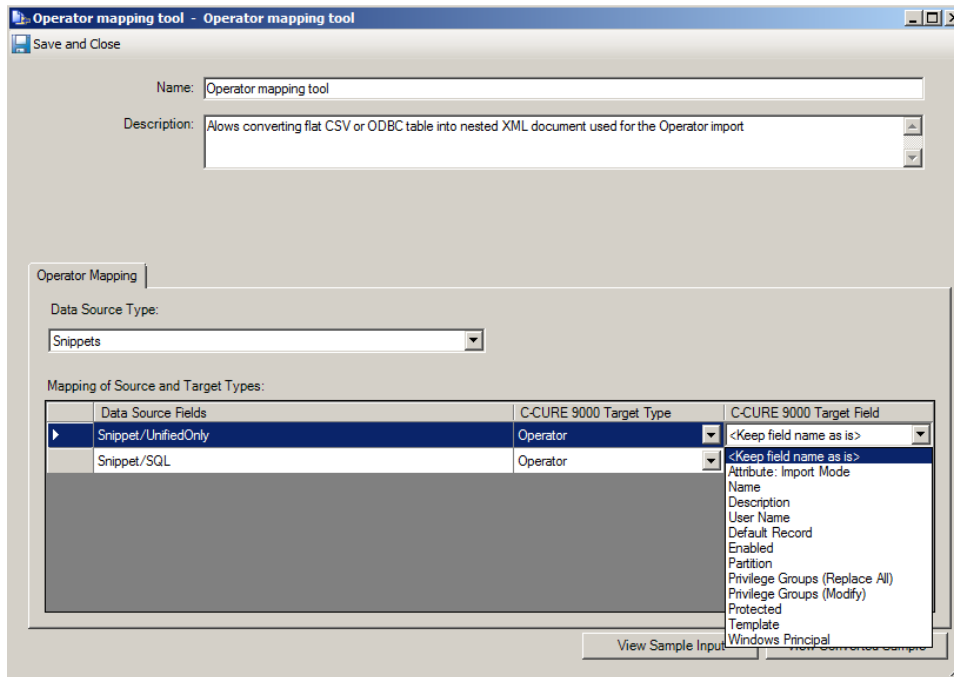 Operator mapping tool - Operator mapping tool
Save and Close
Name: Operator mapping tool
Description: Alows converting flat CSV or ODBC table into nested XML document used for the Operator import
Operator Mapping
Data Source Type:
Snippets
Mapping of Source and Target Types:
Data Source Fields C-CURE 9000 Target Type C-CURE 9000 Target Field
Snippet/UnifiedOnly Operator <Keep field name as is>
Snippet/SQL Operator
<Keep field name as is>
Attribute: Import Mode
Name
Description
User Name
Default Record
Enabled
Partition
Privilege Groups (Replace All)
Privilege Groups (Modify)
Protected
Template
Windows Principal
View Sample Input View Converted Sample